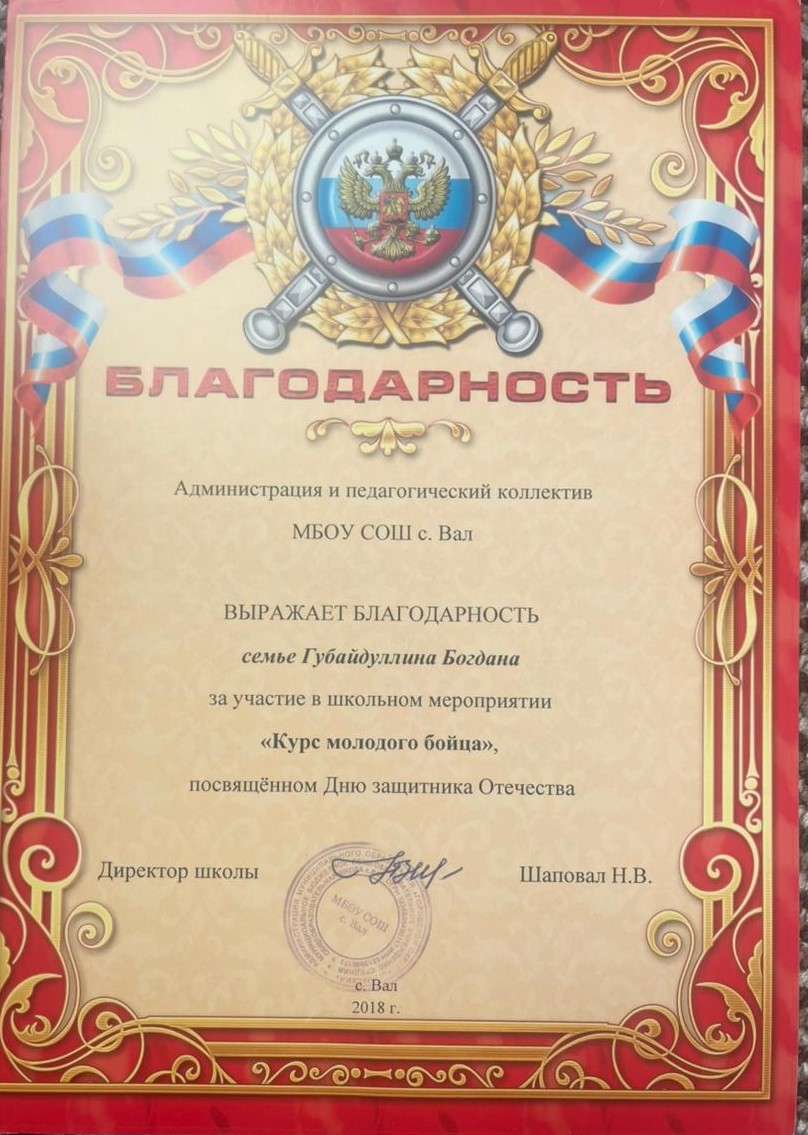 БЛАГОДАРНОСТЬ
Администрация и педагогический коллектив
МБОУ СОШ с. Вал
ВЫРАЖАЕТ БЛАГОДАРНОСТЬ
семье Губайдуллина Богдана
за участие в школьном мероприятии
«Курс молодого бойца»,
посвящённом Дню защитника Отечества
Директор школы
Шаповал Н.В.
МБОУ СОШ
с. Вал
с. Вал
2018 г.